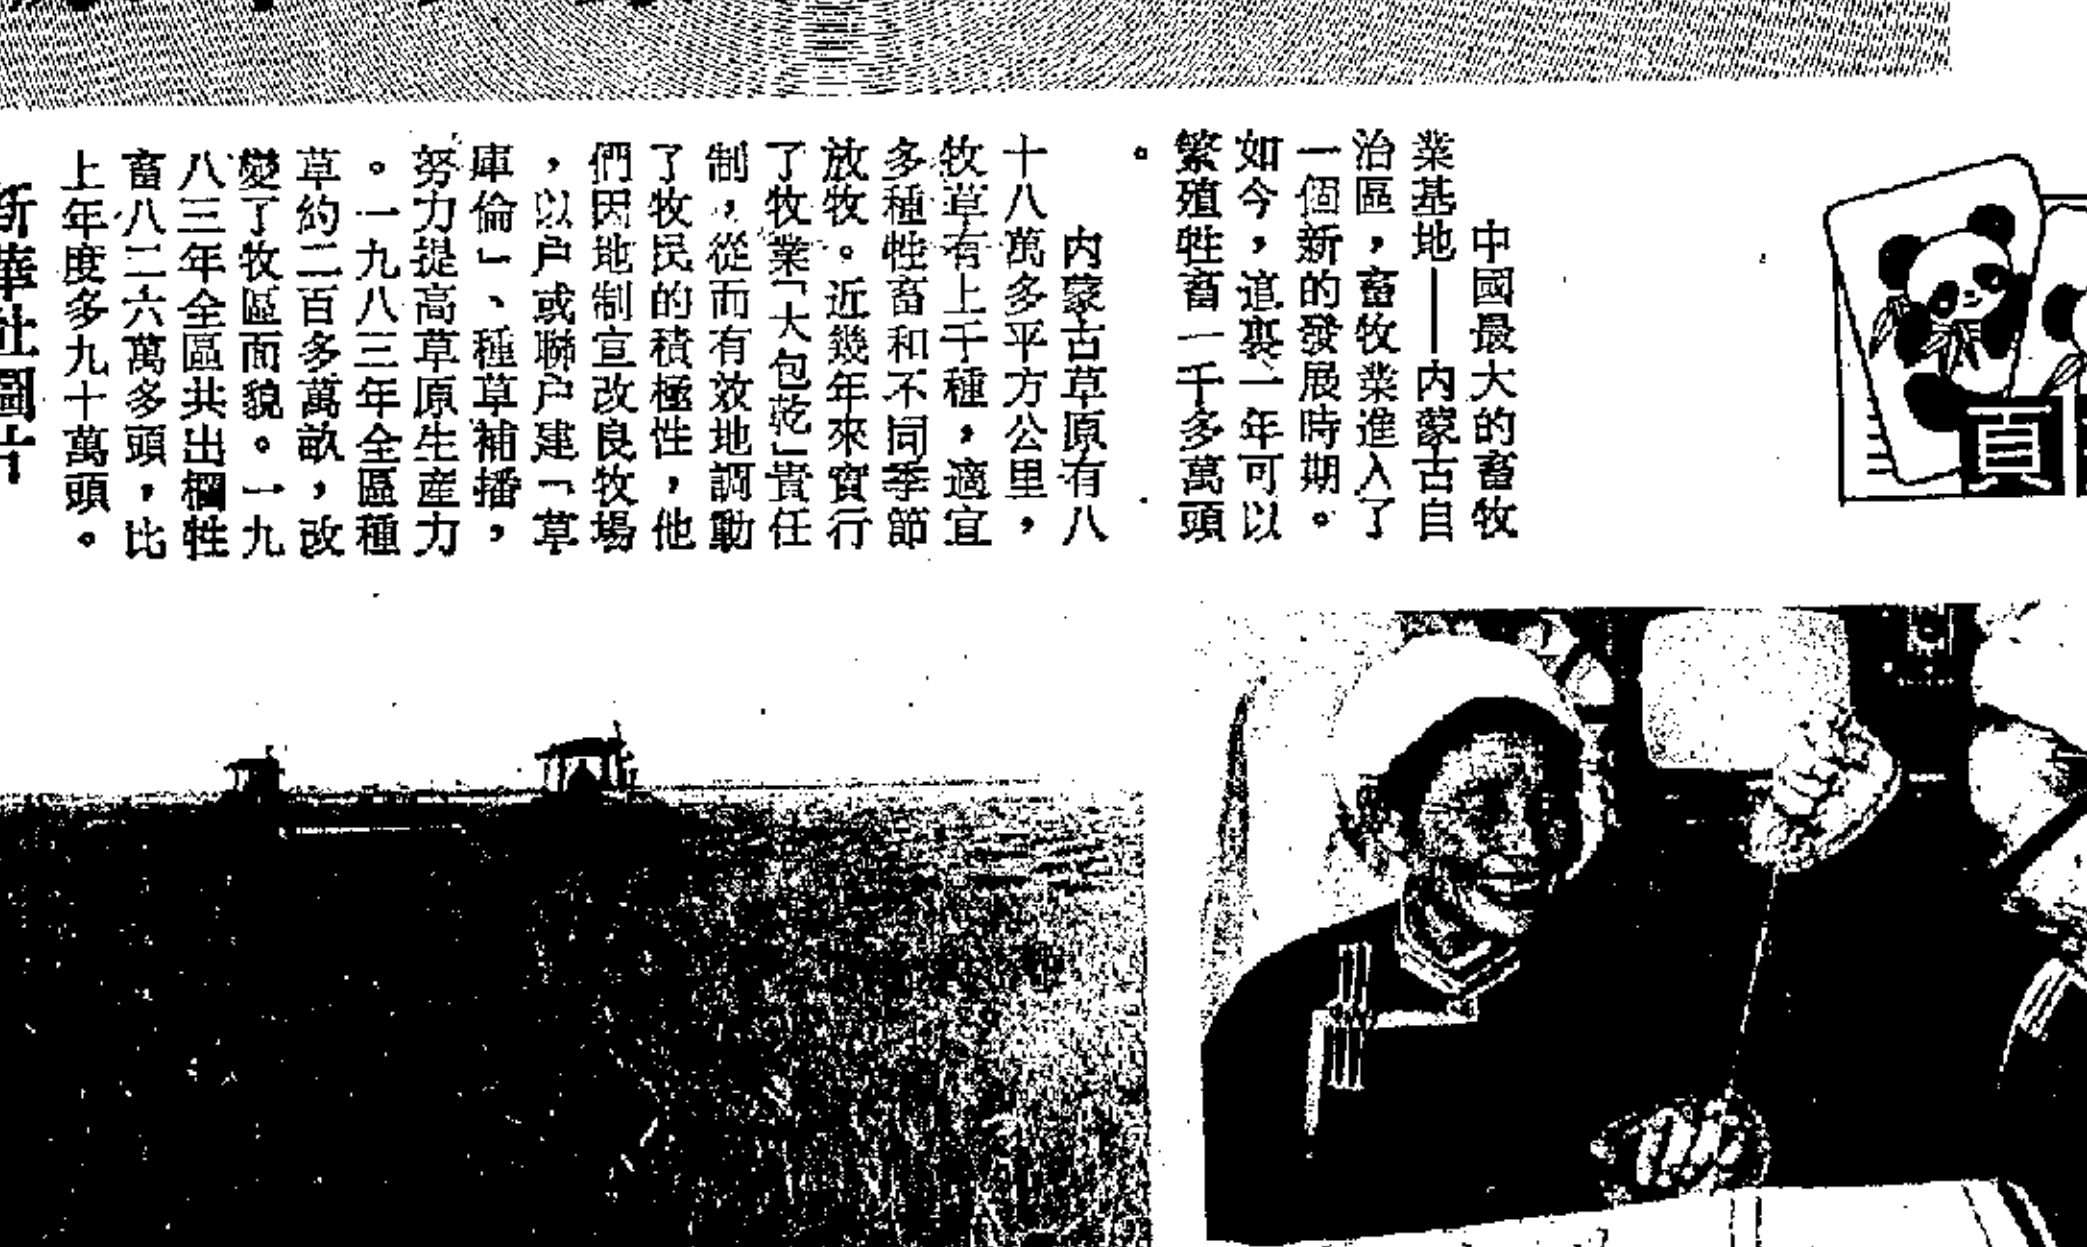 中國最大的畜牧
業基地——內蒙古自
治區，畜牧業進入了
一個新的發展時期。
如今，這裏一年可以
繁殖牲畜一千多萬頭
。
內蒙古草原有八
十八萬多平方公里，
牧草有上千種，適宜
多種牲畜和不同季節
放牧。近幾年來實行
了牧業「大包乾」責任
制，從而有效地調動
了牧民的積極性，他
們因地制宜改良牧場
，以户或聯户建「草
庫倫」、種草補播，
努力提高草原生産力
。一九八三年全區種
草約二百多萬畝，改
變了牧區面貌。一九
八三年全區共出欄牲
畜八二六萬多頭，比
上年度多九十萬頭。
新華社圖片
頁